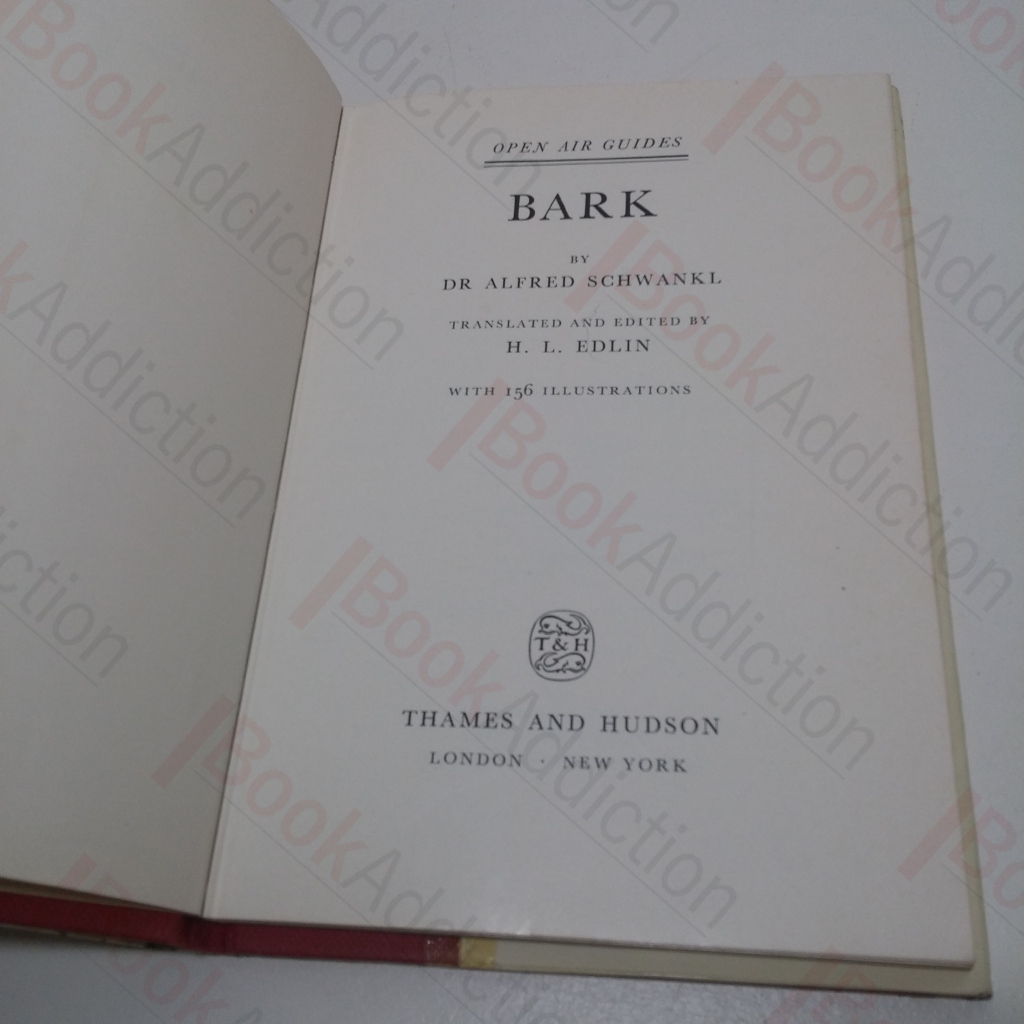 OPEN AIR GUIDES
BARK
BY
DR ALFRED SCHWANKL
TRANSLATED AND EDITED BY
H. L. EDLIN
WITH 156 ILLUSTRATIONS
T & H
THAMES AND HUDSON
LONDON · NEW YORK
BookAddiction